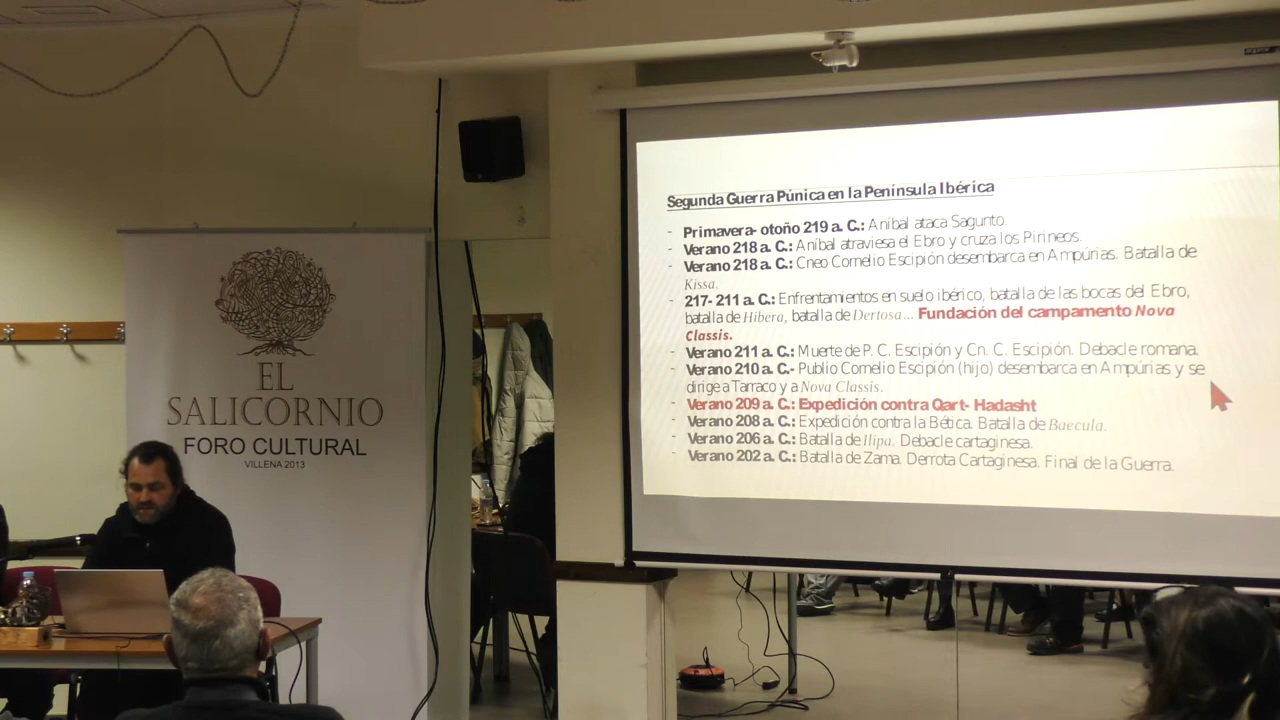 EL
SALICORNIO
FORO CULTURAL
VILLENA 2013
Segunda Guerra Púnica en la Península Ibérica
- Primavera- otoño 219 a. C.: Aníbal ataca Sagunto.
- Verano 218 a. C.: Aníbal atraviesa el Ebro y cruza los Pirineos.
- Verano 218 a. C.: Cneo Cornelio Escipión desembarca en Ampúrias. Batalla de
Kissa.
- 217- 211 a. C.: Enfrentamientos en suelo ibérico, batalla de las bocas del Ebro,
batalla de Hibera, batalla de Dertosa... Fundación del campamento Nova
Classis.
- Verano 211 a. C.: Muerte de P. C. Escipión y Cn. C. Escipión. Debacle romana.
- Verano 210 a. C.- Publio Cornelio Escipión (hijo) desembarca en Ampúrias y se
dirige a Tarraco y a Nova Classis.
- Verano 209 a. C.: Expedición contra Qart- Hadasht
- Verano 208 a. C.: Expedición contra la Bética. Batalla de Baecula.
- Verano 206 a. C.: Batalla de Ilipa. Debacle cartaginesa.
- Verano 202 a. C.: Batalla de Zama. Derrota Cartaginesa. Final de la Guerra.